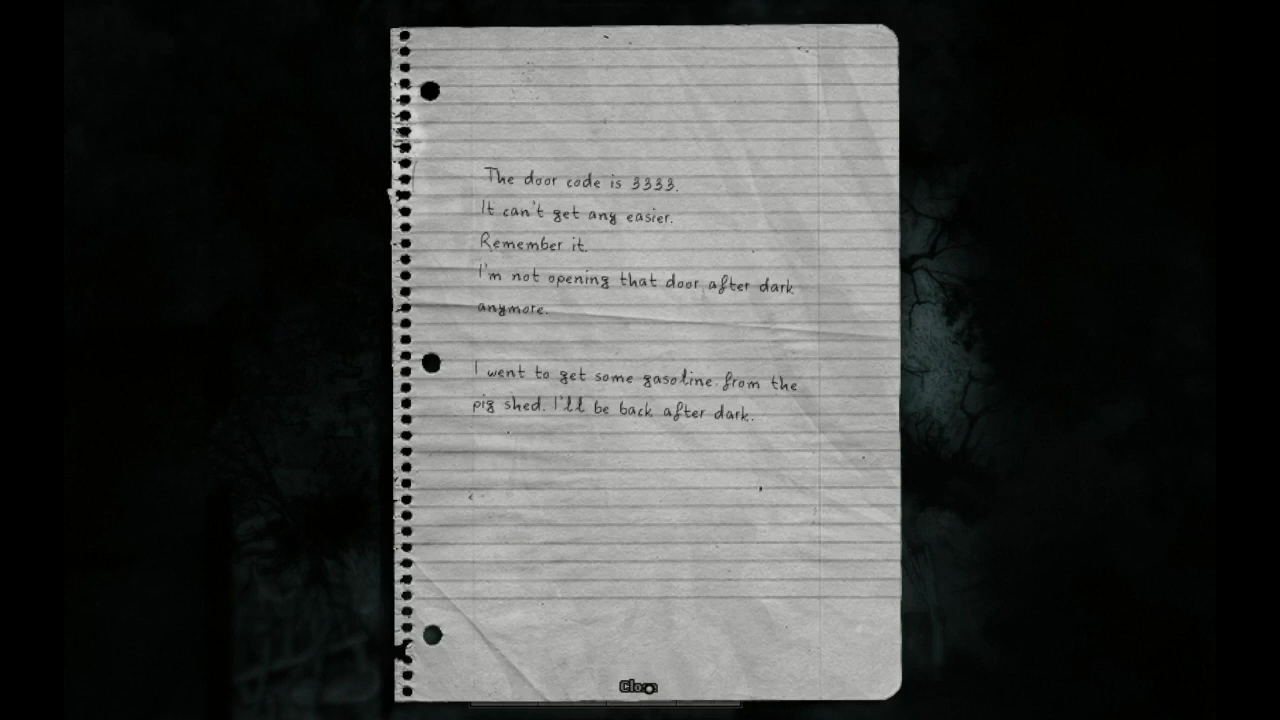 The door code is 3333.
It can't get any easier.
Remember it.
I'm not opening that door after dark
anymore.
I went to get some gasoline from the
pig shed. I'll be back after dark.
Close